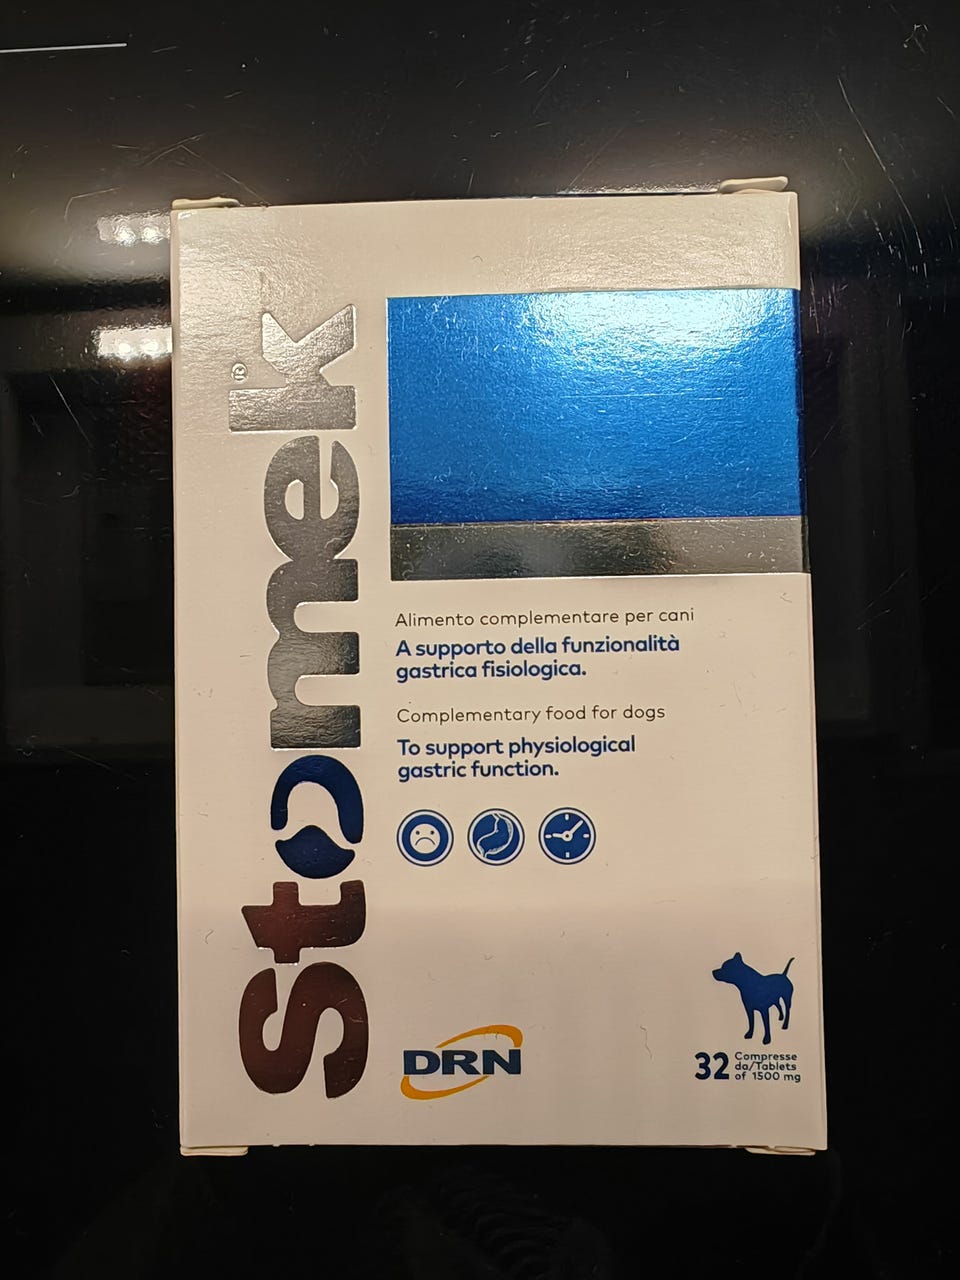 Stomek®
Alimento complementare per cani
A supporto della funzionalità
gastrica fisiologica.
Complementary food for dogs
To support physiological
gastric function.
DRN
32 Compresse
da/Tablets
of 1500 mg